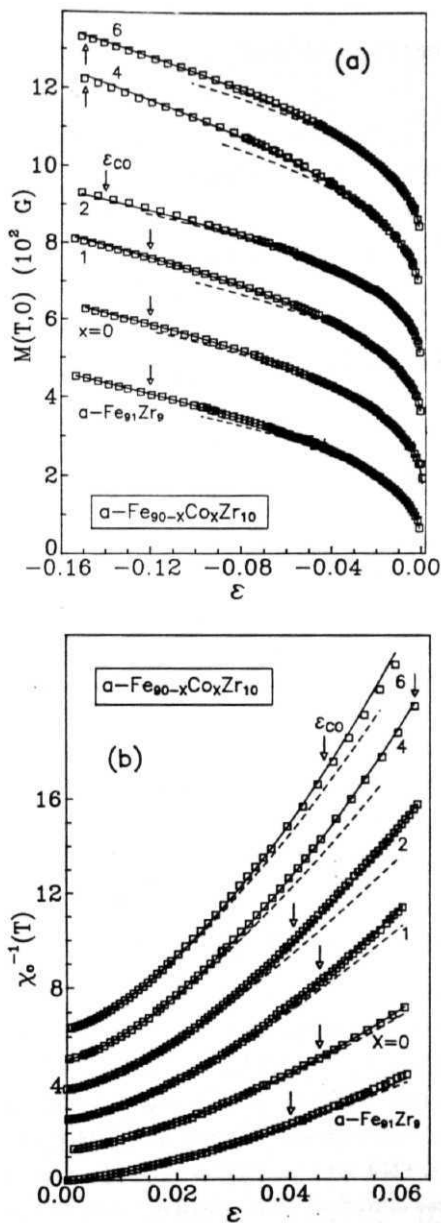 (a)
6
4
ε_CO
2
1
x=0
a−Fe₉₁Zr₉
a−Fe₉₀₋ₓCoₓZr₁₀
M(T,0) (10² G)
12
10
8
6
4
2
0
−0.16 −0.12 −0.08 −0.04 0.00
ε
a−Fe₉₀₋ₓCoₓZr₁₀
(b)
ε_CO
6
4
2
1
X=0
a−Fe₉₁Zr₉
χ₀⁻¹(T)
16
12
8
4
0
0.00 0.02 0.04 0.06
ε